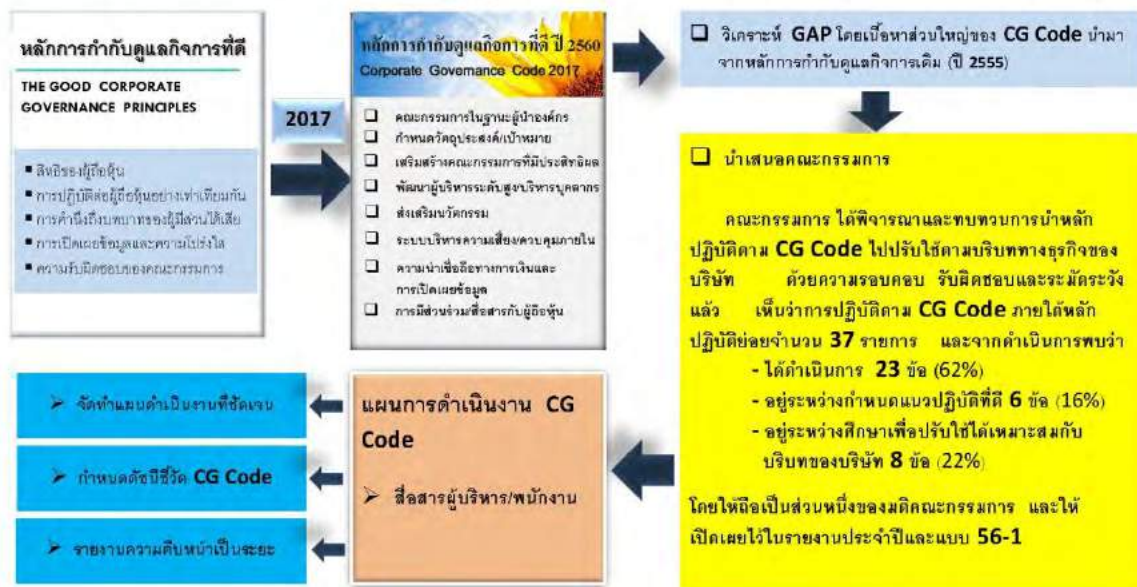 หลักการกำกับดูแลกิจการที่ดี
THE GOOD CORPORATE
GOVERNANCE PRINCIPLES
▪ สิทธิของผู้ถือหุ้น
▪ การปฏิบัติต่อผู้ถือหุ้นอย่างเท่าเทียมกัน
▪ การคำนึงถึงบทบาทของผู้มีส่วนได้เสีย
▪ การเปิดเผยข้อมูลและความโปร่งใส
▪ ความรับผิดชอบของคณะกรรมการ
2017
หลักการกำกับดูแลกิจการที่ดี ปี 2560
Corporate Governance Code 2017
❑ คณะกรรมการในฐานะผู้นำองค์กร
❑ กำหนดวัตถุประสงค์/เป้าหมาย
❑ เสริมสร้างคณะกรรมการที่มีประสิทธิผล
❑ พัฒนาผู้บริหารระดับสูง/บริหารบุคลากร
❑ ส่งเสริมนวัตกรรม
❑ ระบบบริหารความเสี่ยง/ควบคุมภายใน
❑ ความน่าเชื่อถือทางการเงินและ
การเปิดเผยข้อมูล
❑ การมีส่วนร่วม/สื่อสารกับผู้ถือหุ้น
❑ วิเคราะห์ GAP โดยเนื้อหาส่วนใหญ่ของ CG Code นำมา
จากหลักการกำกับดูแลกิจการเดิม (ปี 2555)
❑ นำเสนอคณะกรรมการ
คณะกรรมการ ได้พิจารณาและทบทวนการนำหลัก
ปฏิบัติตาม CG Code ไปปรับใช้ตามบริบททางธุรกิจของ
บริษัท ด้วยความรอบคอบ รับผิดชอบและระมัดระวัง
แล้ว เห็นว่าการปฏิบัติตาม CG Code ภายใต้หลัก
ปฏิบัติย่อยจำนวน 37 รายการ และจากดำเนินการพบว่า
- ได้ดำเนินการ 23 ข้อ (62%)
- อยู่ระหว่างกำหนดแนวปฏิบัติที่ดี 6 ข้อ (16%)
- อยู่ระหว่างศึกษาเพื่อปรับใช้ได้เหมาะสมกับ
บริบทของบริษัท 8 ข้อ (22%)
โดยให้ถือเป็นส่วนหนึ่งของมติคณะกรรมการ และให้
เปิดเผยไว้ในรายงานประจำปีและแบบ 56-1
แผนการดำเนินงาน CG
Code
➢ สื่อสารผู้บริหาร/พนักงาน
➢ จัดทำแผนดำเนินงานที่ชัดเจน
➢ กำหนดดัชนีชี้วัด CG Code
➢ รายงานความคืบหน้าเป็นระยะ